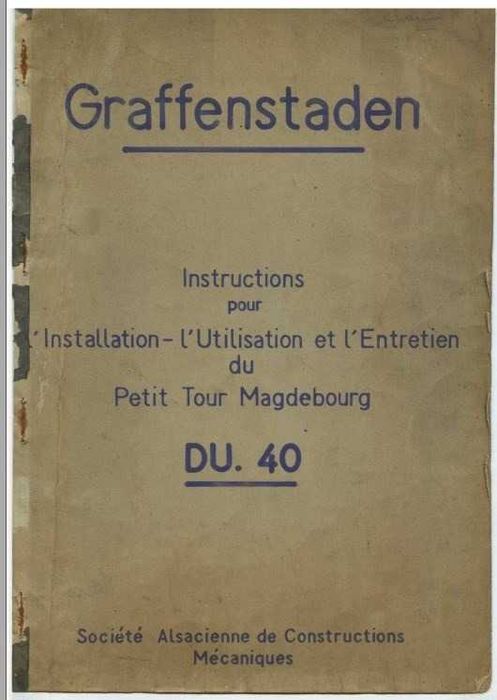 Graffenstaden
Instructions
pour
l'Installation - l'Utilisation et l'Entretien
du
Petit Tour Magdebourg
DU. 40
Société Alsacienne de Constructions
Mécaniques